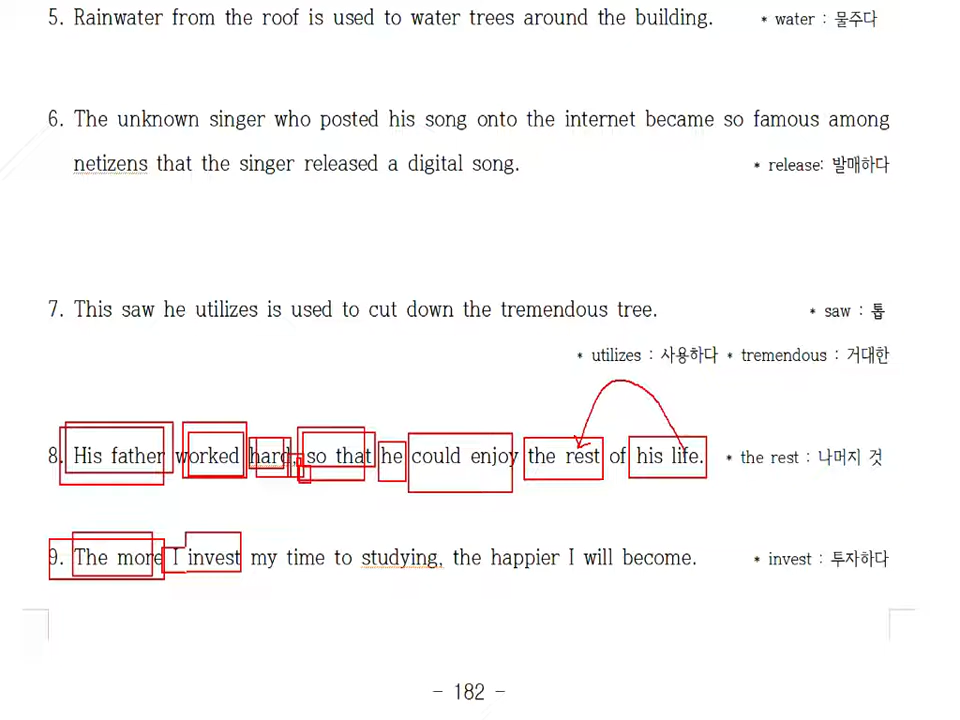 5. Rainwater from the roof is used to water trees around the building. * water : 물주다
6. The unknown singer who posted his song onto the internet became so famous among
netizens that the singer released a digital song. * release: 발매하다
7. This saw he utilizes is used to cut down the tremendous tree. * saw : 톱
* utilizes : 사용하다 * tremendous : 거대한
8. His father worked hard, so that he could enjoy the rest of his life. * the rest : 나머지 것
9. The more I invest my time to studying, the happier I will become. * invest : 투자하다
- 182 -